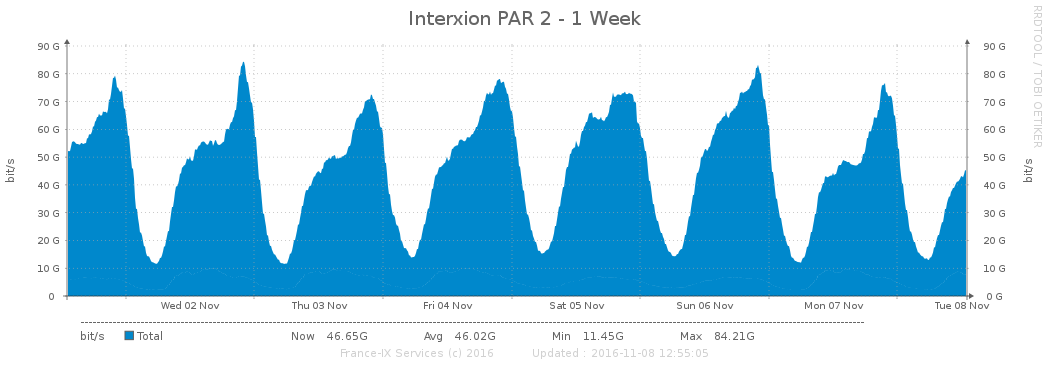 Interxion PAR 2 - 1 Week
RRDTOOL / TOBI OETIKER
90 G 90 G
80 G 80 G
70 G 70 G
60 G 60 G
50 G 50 G
40 G 40 G
30 G 30 G
20 G 20 G
10 G 10 G
0 0 G
bit/s
bit/s
Wed 02 Nov Thu 03 Nov Fri 04 Nov Sat 05 Nov Sun 06 Nov Mon 07 Nov Tue 08 Nov
bit/s Total Now 46.65G Avg 46.02G Min 11.45G Max 84.21G
France-IX Services (c) 2016 Updated : 2016-11-08 12:55:05